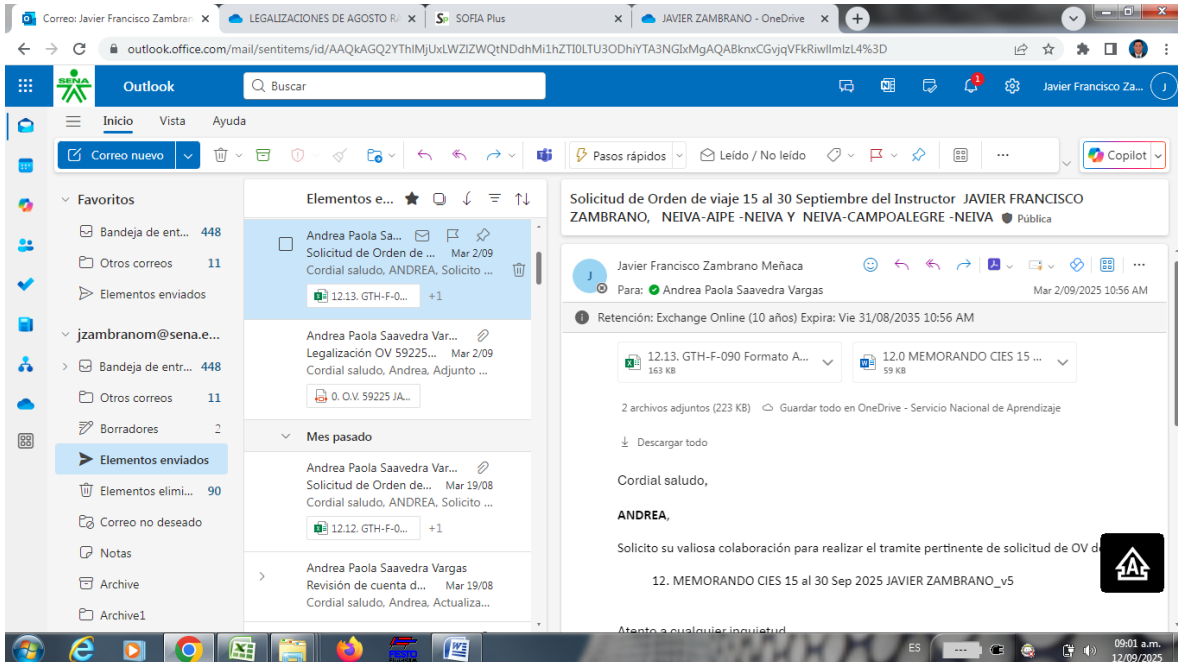 Correo: Javier Francisco Zambran
LEGALIZACIONES DE AGOSTO RA
SOFIA Plus
JAVIER ZAMBRANO - OneDrive
outlook.office.com/mail/sentitems/id/
SENA
Outlook
Buscar
1
Javier Francisco Za...
J
Inicio
Vista
Ayuda
Correo nuevo
Pasos rápidos
Leído / No leído
Copilot
Favoritos
Bandeja de ent... 448
Otros correos 11
Elementos enviados
jzambranom@sena.e...
Bandeja de entr... 448
Otros correos 11
Borradores 2
Elementos enviados
Elementos elimi... 90
Correo no deseado
Notas
Archive
Archive1
Elementos e...
Andrea Paola Sa...
Solicitud de Orden de ... Mar 2/09
Cordial saludo, ANDREA, Solicito ...
12.13. GTH-F-0... +1
Andrea Paola Saavedra Var...
Legalización OV 59225... Mar 2/09
Cordial saludo, Andrea, Adjunto ...
0. O.V. 59225 JA...
Mes pasado
Andrea Paola Saavedra Var...
Solicitud de Orden de... Mar 19/08
Cordial saludo, ANDREA, Solicito ...
12.12. GTH-F-0... +1
Andrea Paola Saavedra Vargas
Revisión de cuenta d... Mar 19/08
Cordial saludo, Andrea, Actualiza...
Solicitud de Orden de viaje 15 al 30 Septiembre del Instructor JAVIER FRANCISCO
ZAMBRANO, NEIVA-AIPE -NEIVA Y NEIVA-CAMPOALEGRE -NEIVA Pública
J
Javier Francisco Zambrano Meñaca
Para: Andrea Paola Saavedra Vargas
Mar 2/09/2025 10:56 AM
Retención: Exchange Online (10 años) Expira: Vie 31/08/2035 10:56 AM
12.13. GTH-F-090 Formato A...
163 KB
12.0 MEMORANDO CIES 15 ...
59 KB
2 archivos adjuntos (223 KB) Guardar todo en OneDrive - Servicio Nacional de Aprendizaje
Descargar todo
Cordial saludo,
ANDREA,
Solicito su valiosa colaboración para realizar el tramite pertinente de solicitud de OV d
12. MEMORANDO CIES 15 al 30 Sep 2025 JAVIER ZAMBRANO_v5
Atento a cualquier inquietud
A
FESTO
ES
09:01 a.m.
12/09/2025